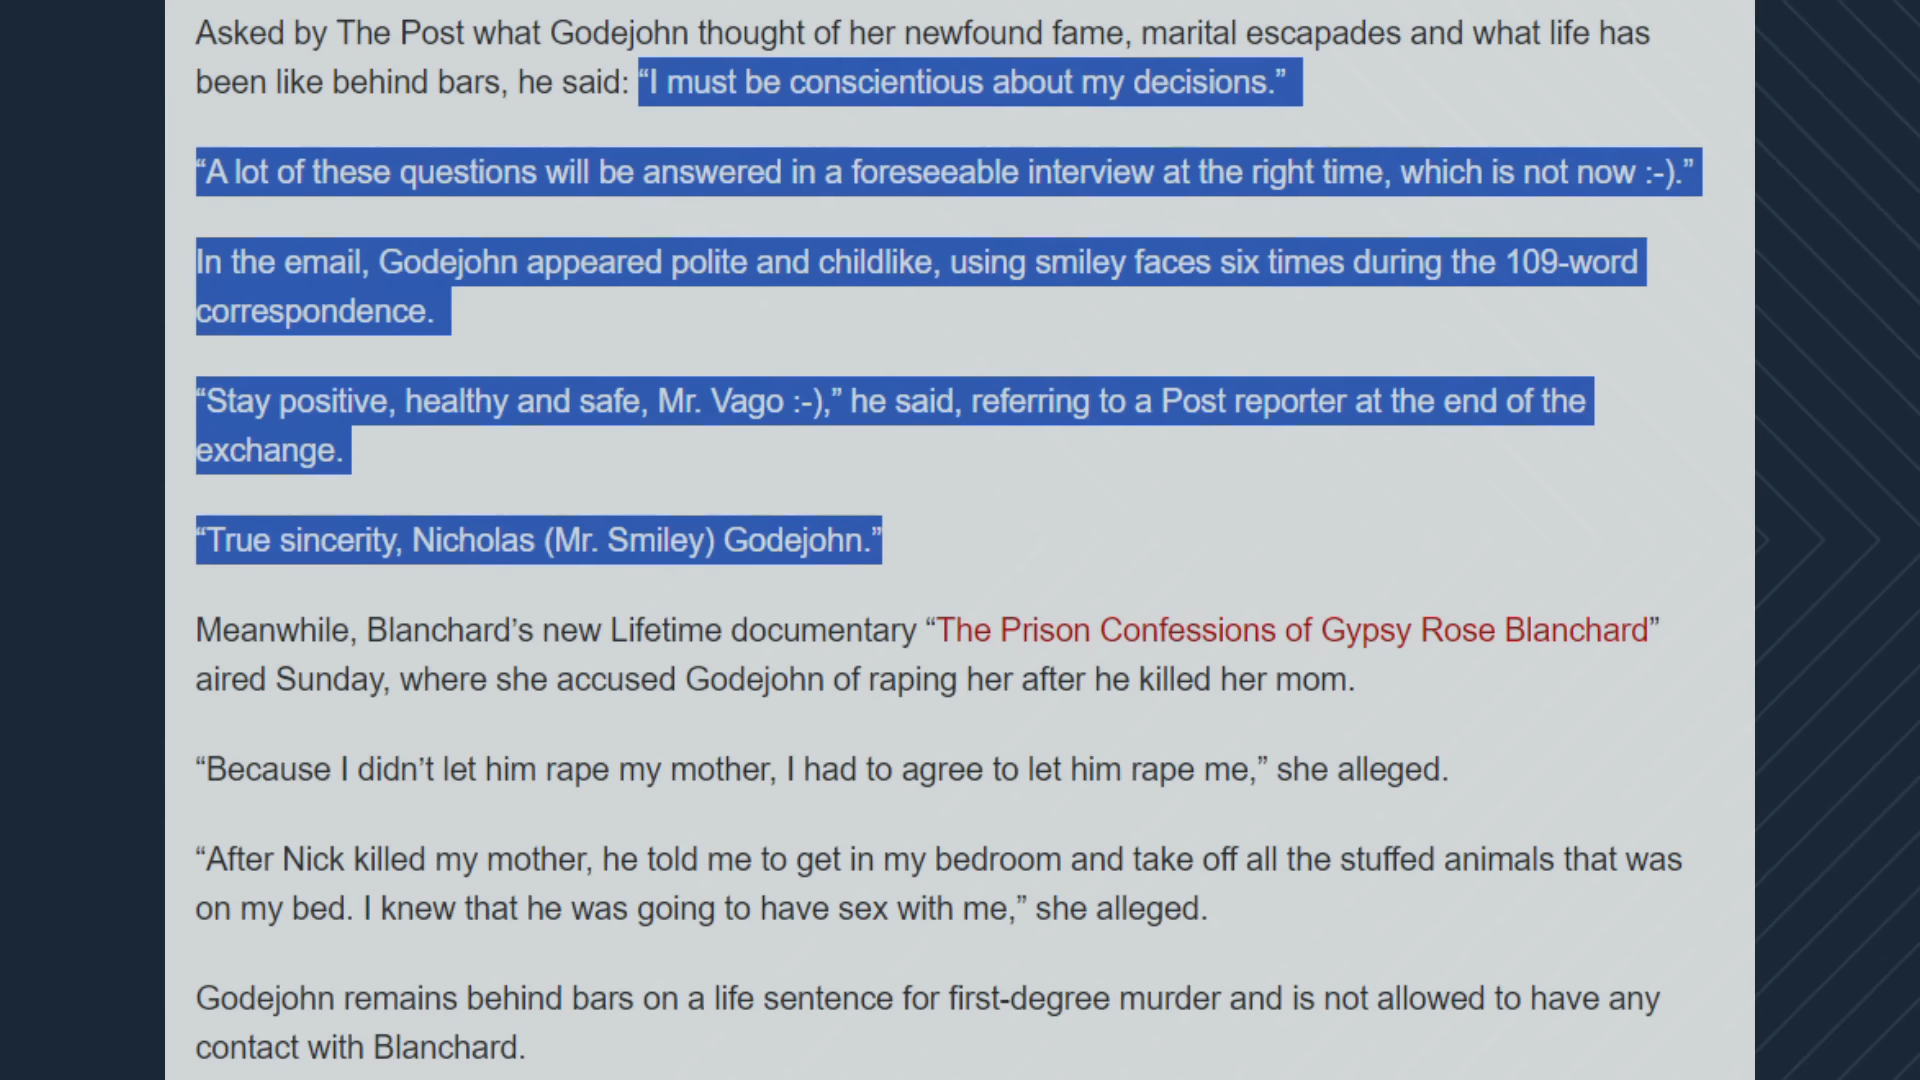 Asked by The Post what Godejohn thought of her newfound fame, marital escapades and what life has
been like behind bars, he said: “I must be conscientious about my decisions.”
“A lot of these questions will be answered in a foreseeable interview at the right time, which is not now :-).”
In the email, Godejohn appeared polite and childlike, using smiley faces six times during the 109-word
correspondence.
“Stay positive, healthy and safe, Mr. Vago :-),” he said, referring to a Post reporter at the end of the
exchange.
“True sincerity, Nicholas (Mr. Smiley) Godejohn.”
Meanwhile, Blanchard’s new Lifetime documentary “The Prison Confessions of Gypsy Rose Blanchard”
aired Sunday, where she accused Godejohn of raping her after he killed her mom.
“Because I didn’t let him rape my mother, I had to agree to let him rape me,” she alleged.
“After Nick killed my mother, he told me to get in my bedroom and take off all the stuffed animals that was
on my bed. I knew that he was going to have sex with me,” she alleged.
Godejohn remains behind bars on a life sentence for first-degree murder and is not allowed to have any
contact with Blanchard.